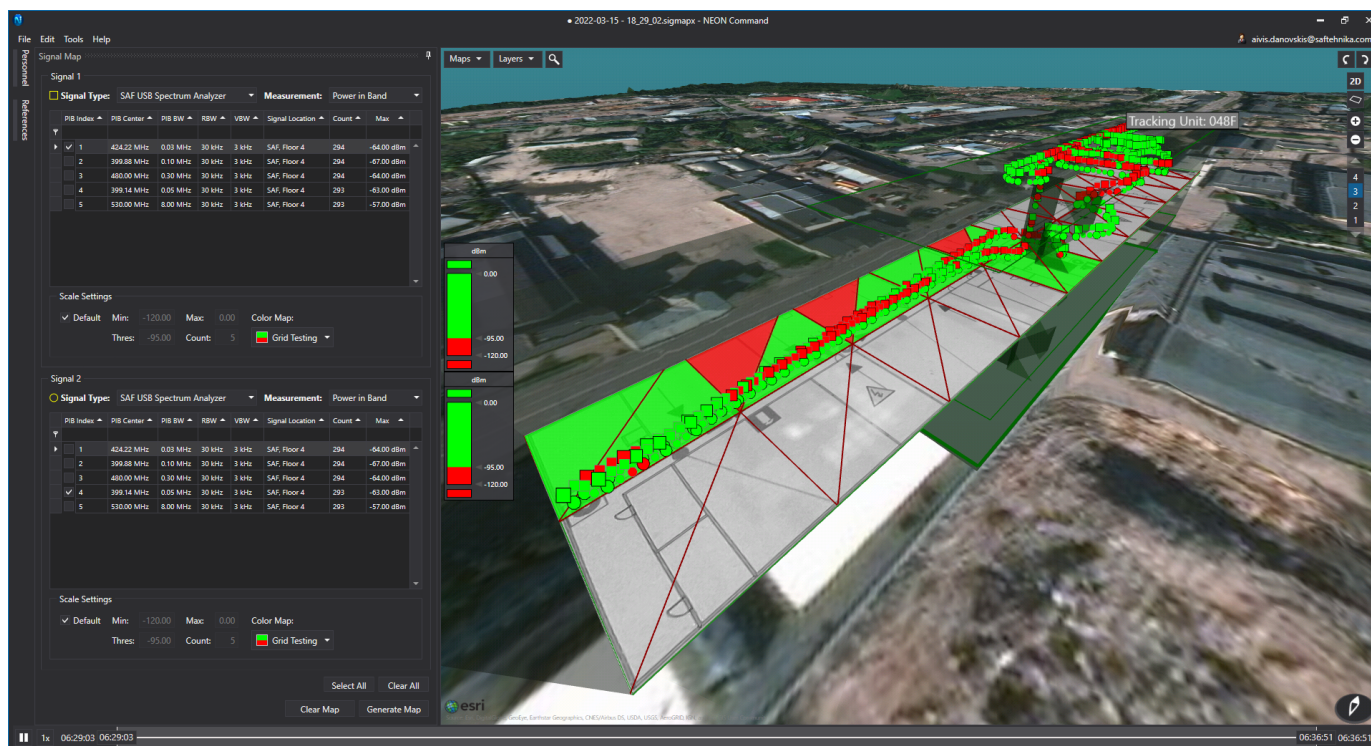 ● 2022-03-15 - 18_29_02.sigmapx - NEON Command
File Edit Tools Help
aivis.danovskis@saftehnika.com
Personnel
References
Signal Map
Signal 1
Signal Type: SAF USB Spectrum Analyzer Measurement: Power in Band
PIB Index PIB Center PIB BW RBW VBW Signal Location Count Max
1 424.22 MHz 0.03 MHz 30 kHz 3 kHz SAF, Floor 4 294 -64.00 dBm
2 399.88 MHz 0.10 MHz 30 kHz 3 kHz SAF, Floor 4 294 -67.00 dBm
3 480.00 MHz 0.30 MHz 30 kHz 3 kHz SAF, Floor 4 294 -64.00 dBm
4 399.14 MHz 0.05 MHz 30 kHz 3 kHz SAF, Floor 4 293 -63.00 dBm
5 530.00 MHz 8.00 MHz 30 kHz 3 kHz SAF, Floor 4 293 -57.00 dBm
Scale Settings
Default Min: -120.00 Max: 0.00 Color Map:
Thres: -95.00 Count: 5 Grid Testing
Signal 2
Signal Type: SAF USB Spectrum Analyzer Measurement: Power in Band
PIB Index PIB Center PIB BW RBW VBW Signal Location Count Max
1 424.22 MHz 0.03 MHz 30 kHz 3 kHz SAF, Floor 4 294 -64.00 dBm
2 399.88 MHz 0.10 MHz 30 kHz 3 kHz SAF, Floor 4 294 -67.00 dBm
3 480.00 MHz 0.30 MHz 30 kHz 3 kHz SAF, Floor 4 294 -64.00 dBm
4 399.14 MHz 0.05 MHz 30 kHz 3 kHz SAF, Floor 4 293 -63.00 dBm
5 530.00 MHz 8.00 MHz 30 kHz 3 kHz SAF, Floor 4 293 -57.00 dBm
Scale Settings
Default Min: -120.00 Max: 0.00 Color Map:
Thres: -95.00 Count: 5 Grid Testing
Select All Clear All
Clear Map Generate Map
Maps Layers
2D
Tracking Unit: 048F
4
3
2
1
dBm
0.00
-95.00
-120.00
dBm
0.00
-95.00
-120.00
esri
GeoEye, Earthstar Geographics, CNES/Airbus DS, USDA, USGS, AeroGRID, IGN
1x 06:29:03 06:29:03 06:36:51 06:36:51